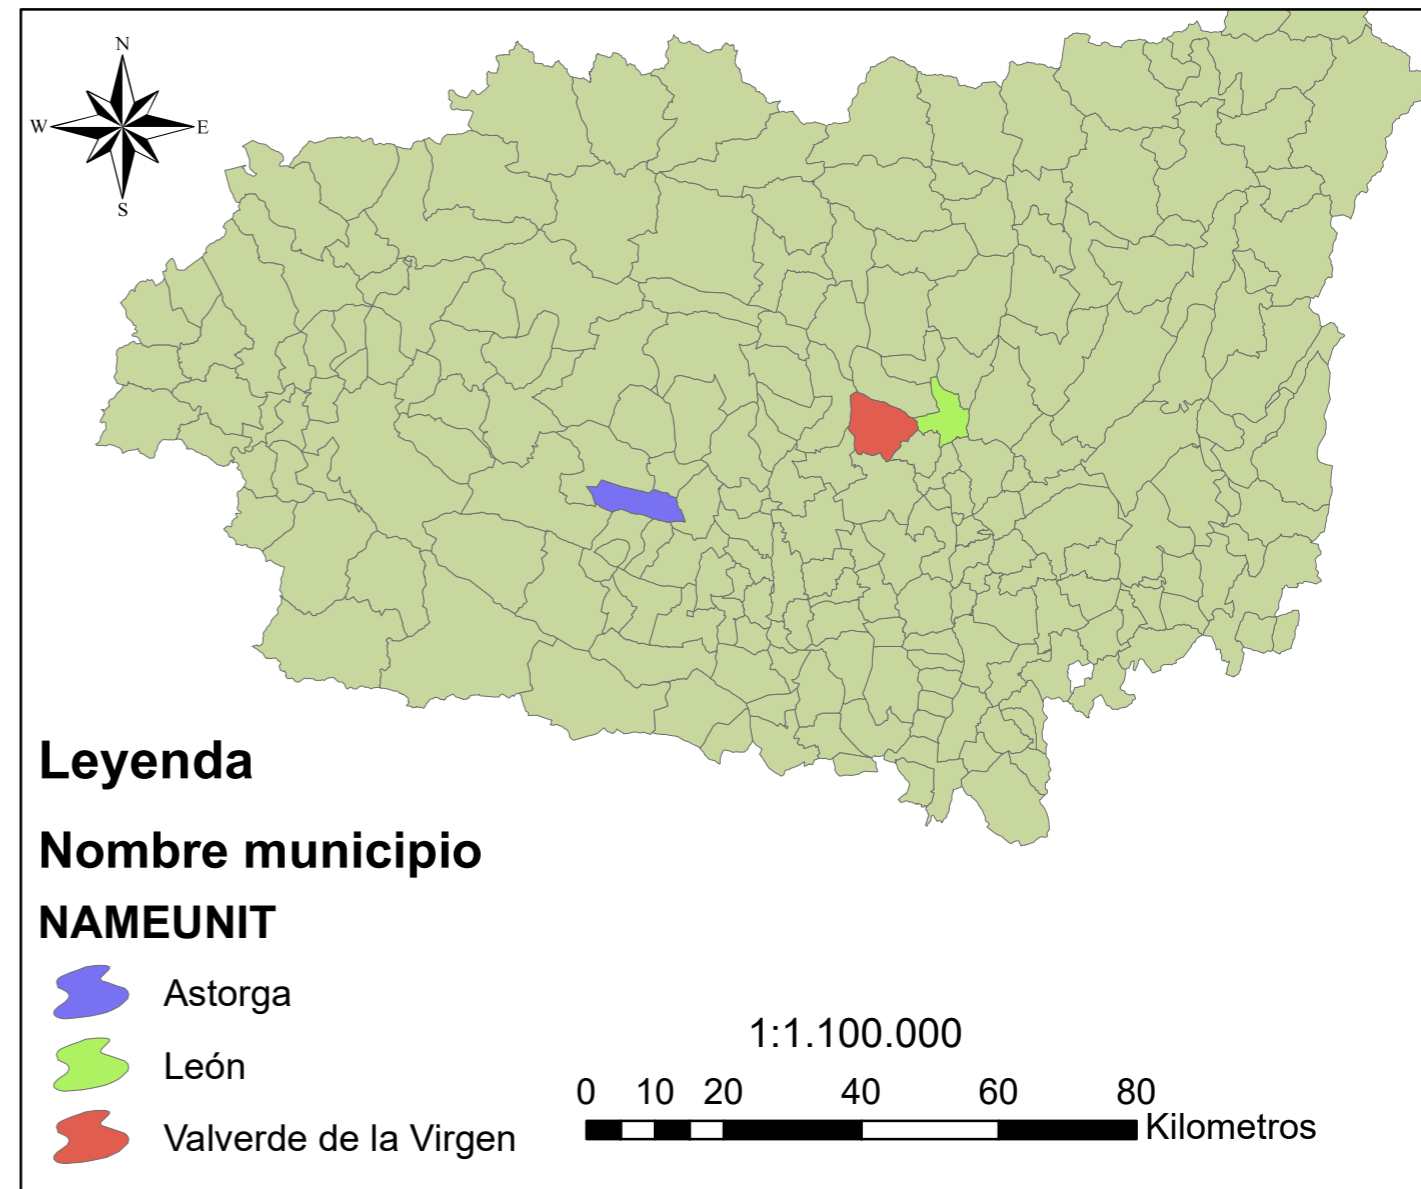 N
W E
S
Leyenda
Nombre municipio
NAMEUNIT
Astorga
León
Valverde de la Virgen
1:1.100.000
0 10 20 40 60 80
Kilometros